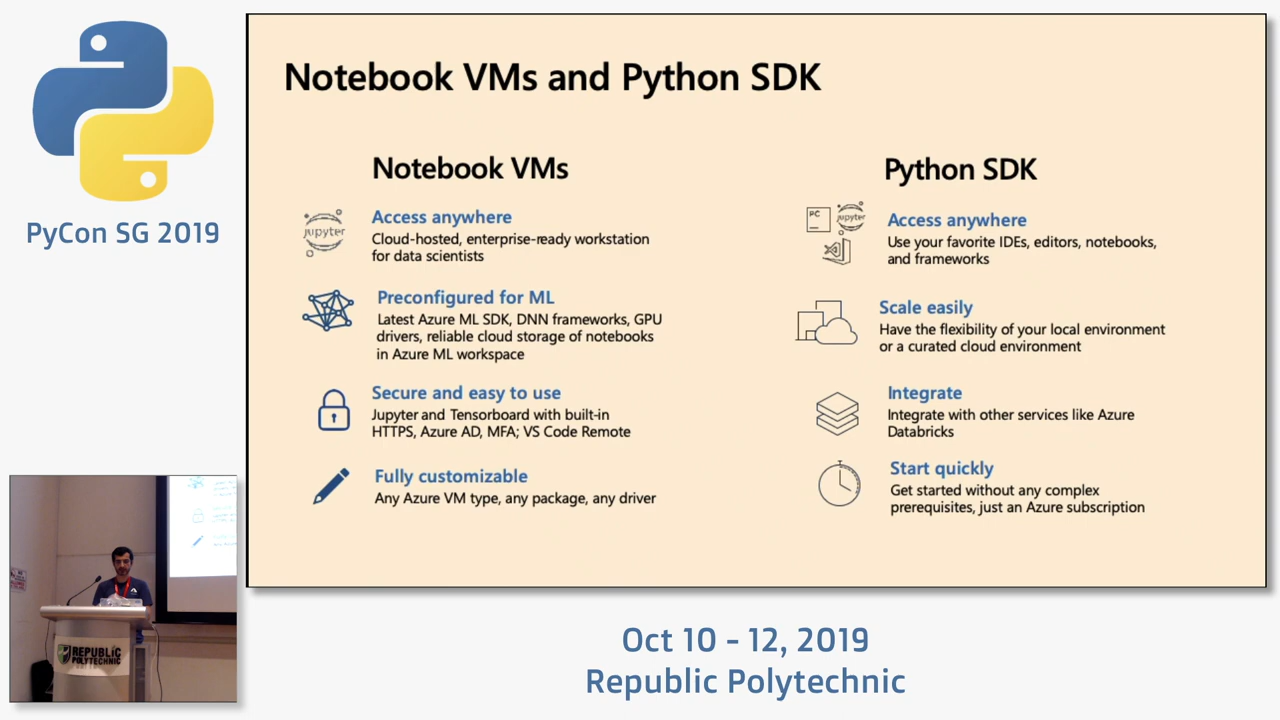 PyCon SG 2019
Notebook VMs and Python SDK
Notebook VMs
jupyter
Access anywhere
Cloud-hosted, enterprise-ready workstation
for data scientists
Preconfigured for ML
Latest Azure ML SDK, DNN frameworks, GPU
drivers, reliable cloud storage of notebooks
in Azure ML workspace
Secure and easy to use
Jupyter and Tensorboard with built-in
HTTPS, Azure AD, MFA; VS Code Remote
Fully customizable
Any Azure VM type, any package, any driver
Python SDK
PC
jupyter
Access anywhere
Use your favorite IDEs, editors, notebooks,
and frameworks
Scale easily
Have the flexibility of your local environment
or a curated cloud environment
Integrate
Integrate with other services like Azure
Databricks
Start quickly
Get started without any complex
prerequisites, just an Azure subscription
REPUBLIC
POLYTECHNIC
Oct 10 - 12, 2019
Republic Polytechnic